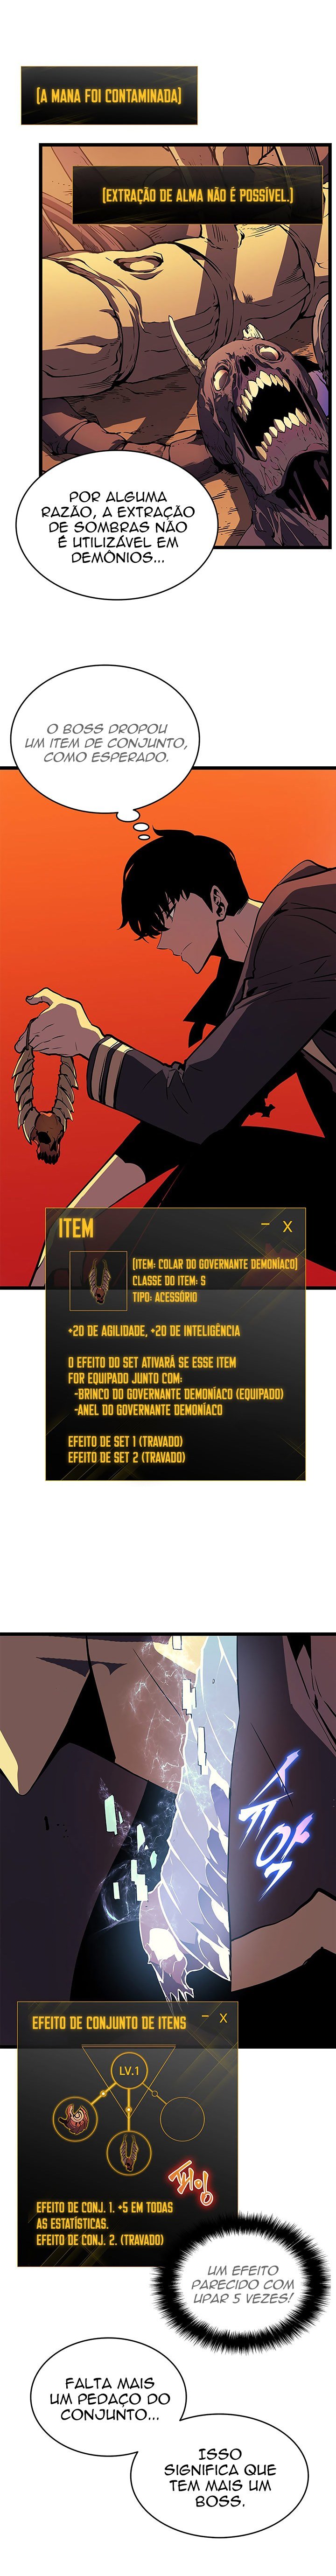 [A MANA FOI CONTAMINADA]
[EXTRAÇÃO DE ALMA NÃO É POSSÍVEL.]
POR ALGUMA
RAZÃO, A EXTRAÇÃO
DE SOMBRAS NÃO
É UTILIZÁVEL EM
DEMÔNIOS...
O BOSS DROPOU
UM ITEM DE CONJUNTO,
COMO ESPERADO.
ITEM
– X
[ITEM: COLAR DO GOVERNANTE DEMONÍACO]
CLASSE DO ITEM: S
TIPO: ACESSÓRIO
+20 DE AGILIDADE, +20 DE INTELIGÊNCIA
O EFEITO DO SET ATIVARÁ SE ESSE ITEM
FOR EQUIPADO JUNTO COM:
-BRINCO DO GOVERNANTE DEMONÍACO (EQUIPADO)
-ANEL DO GOVERNANTE DEMONÍACO
EFEITO DE SET 1 (TRAVADO)
EFEITO DE SET 2 (TRAVADO)
슈악
EFEITO DE CONJUNTO DE ITENS
– X
LV.1
EFEITO DE CONJ. 1. +5 EM TODAS
AS ESTATÍSTICAS.
EFEITO DE CONJ. 2. (TRAVADO)
UM EFEITO
PARECIDO COM
UPAR 5 VEZES!
FALTA MAIS
UM PEDAÇO DO
CONJUNTO...
ISSO
SIGNIFICA QUE
TEM MAIS UM
BOSS.